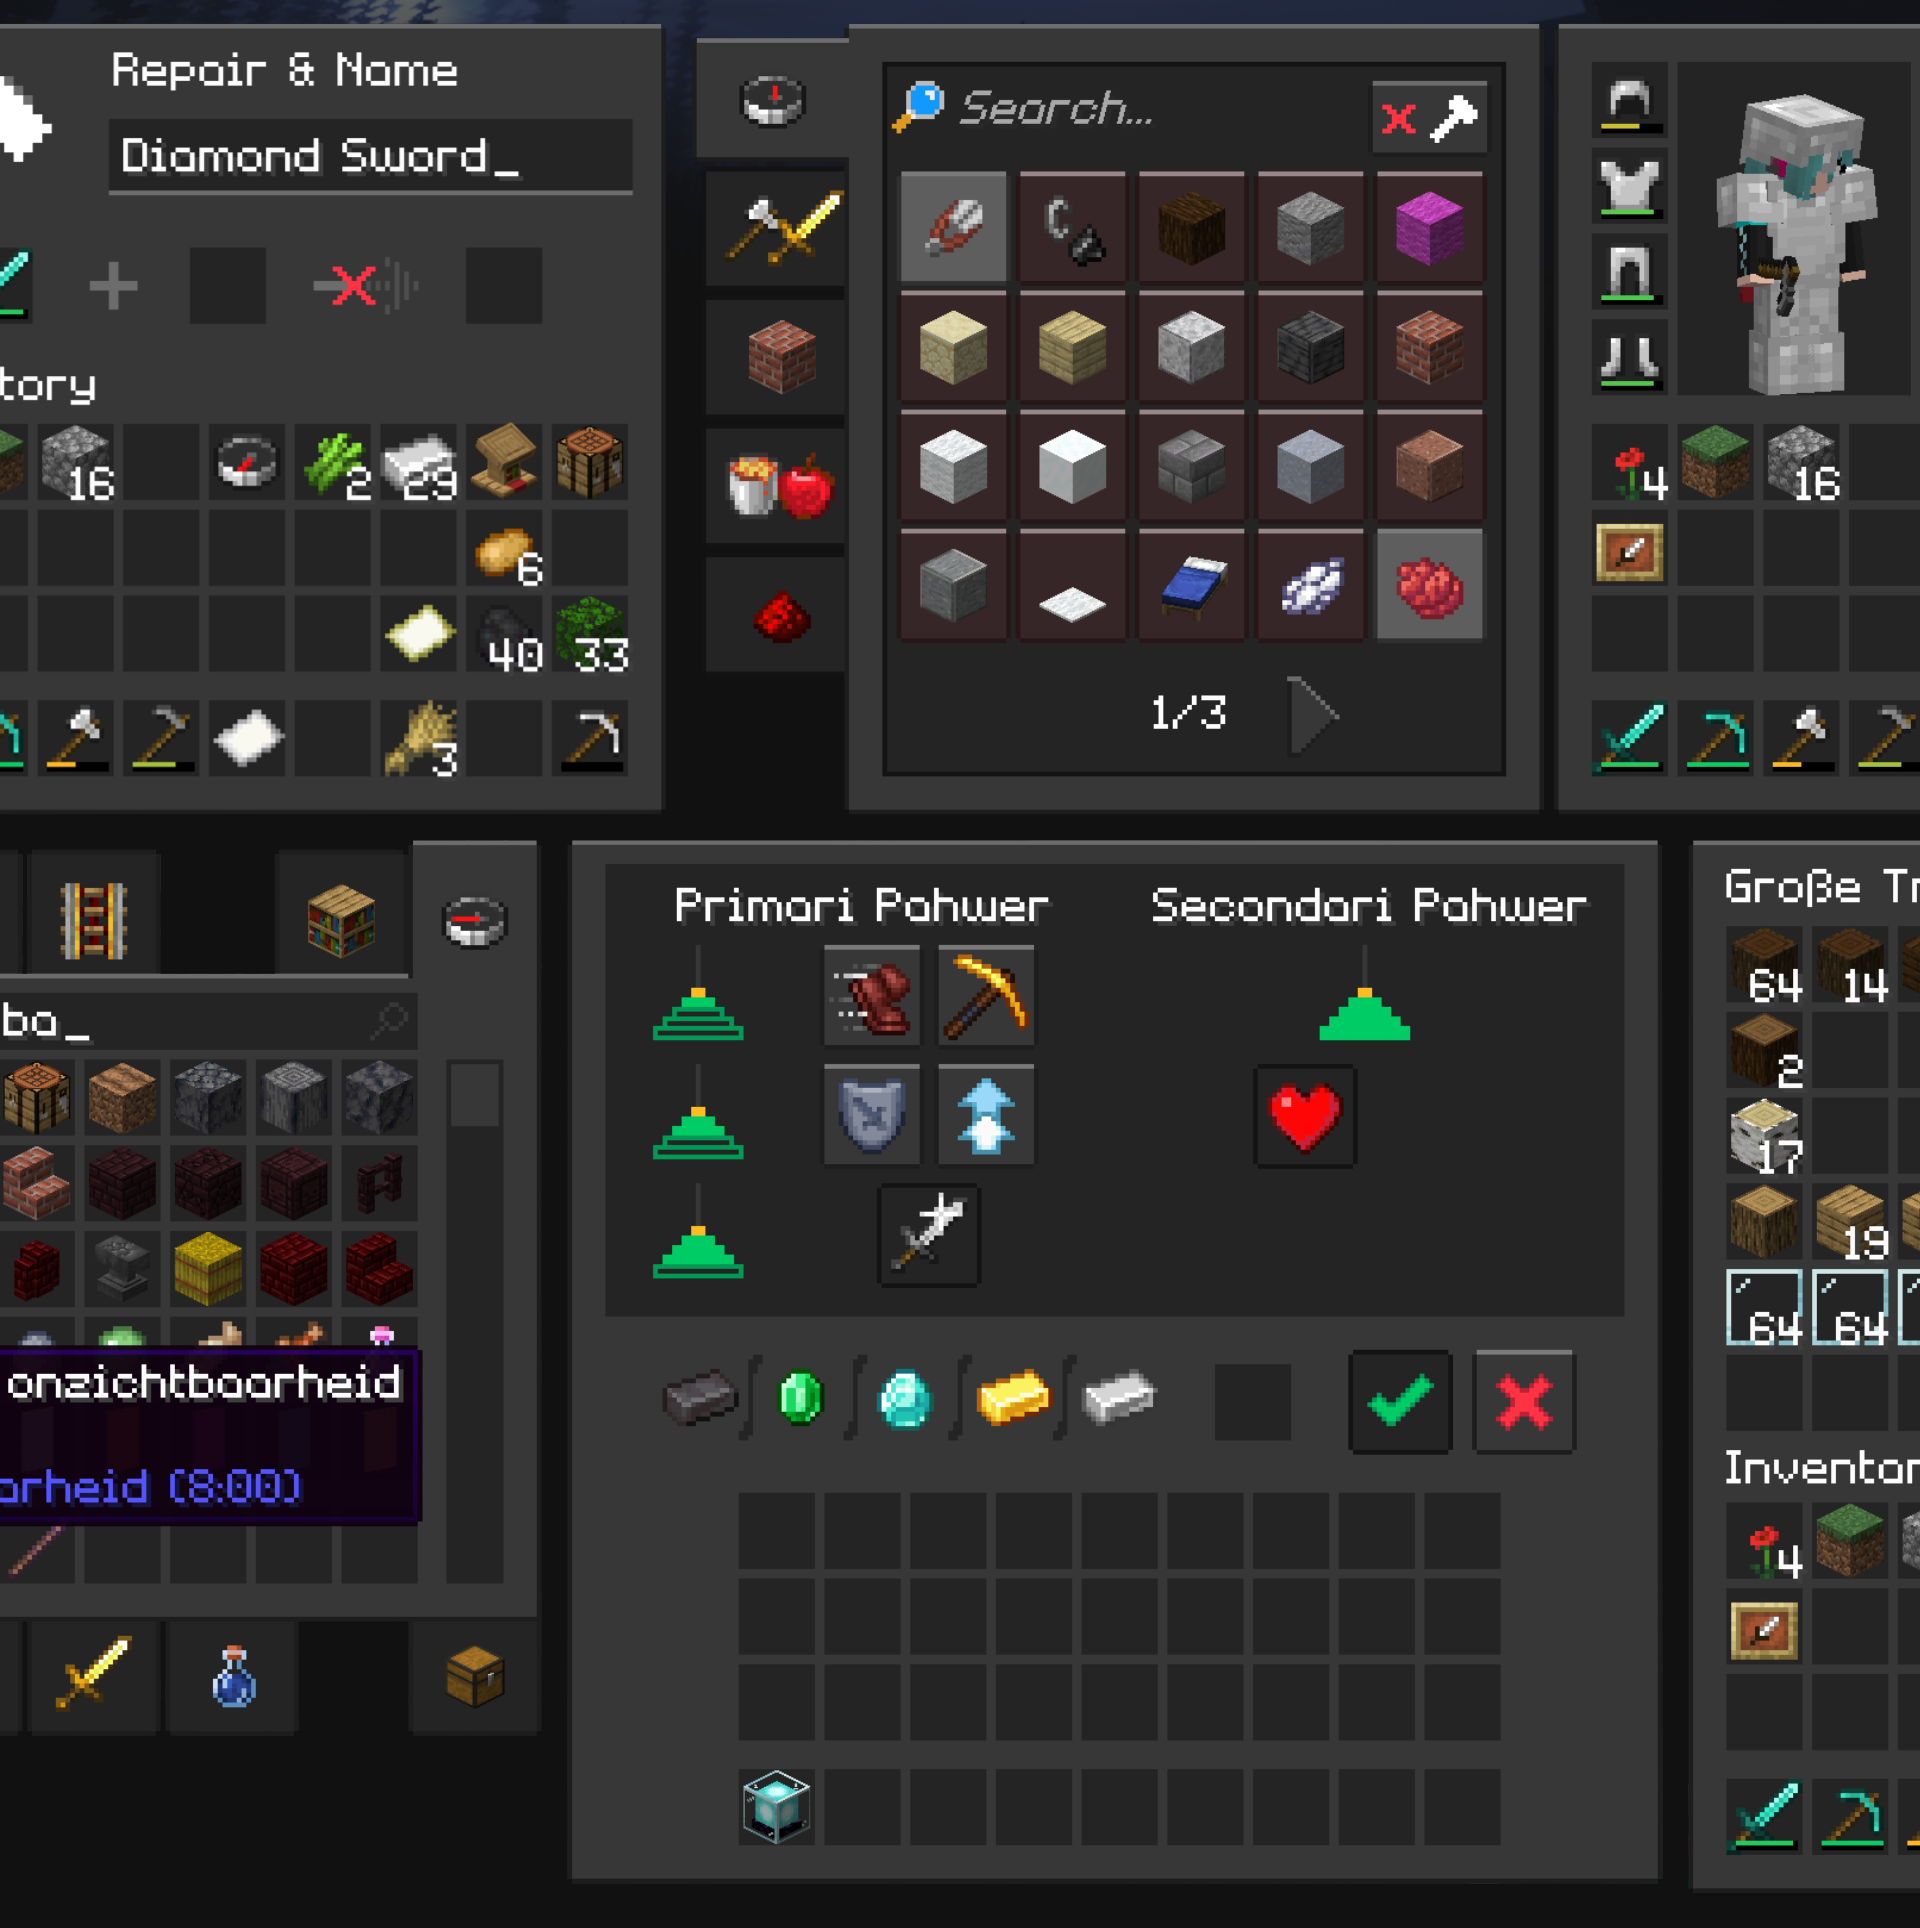 Repair & Name
Diamond Sword_
tory
16
2
29
6
40
33
3
Search...
1/3
4
16
ba_
onzichtbaarheid
arheid (8:00)
Primari Pahwer
Secondari Pahwer
Große Tr
64
14
2
17
19
64
64
Inventar
4